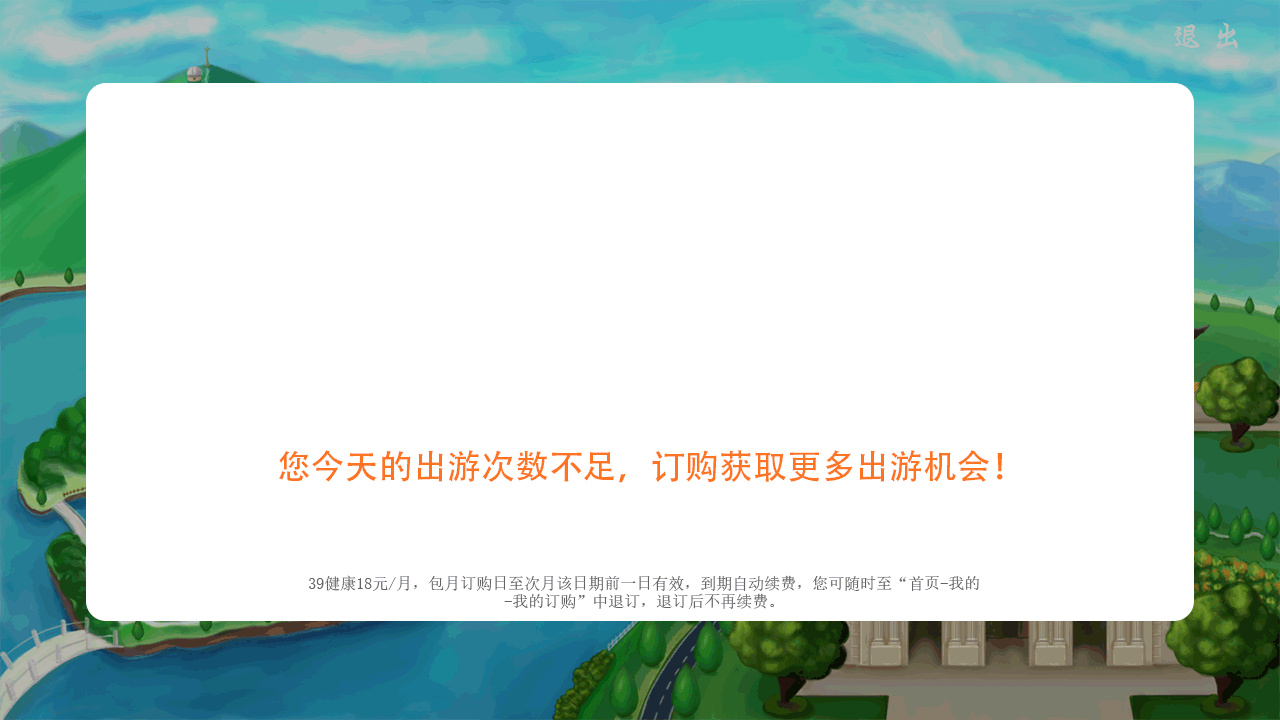 退 出
您今天的出游次数不足，订购获取更多出游机会！
39健康18元/月，包月订购日至次月该日期前一日有效，到期自动续费，您可随时至“首页-我的
-我的订购”中退订，退订后不再续费。